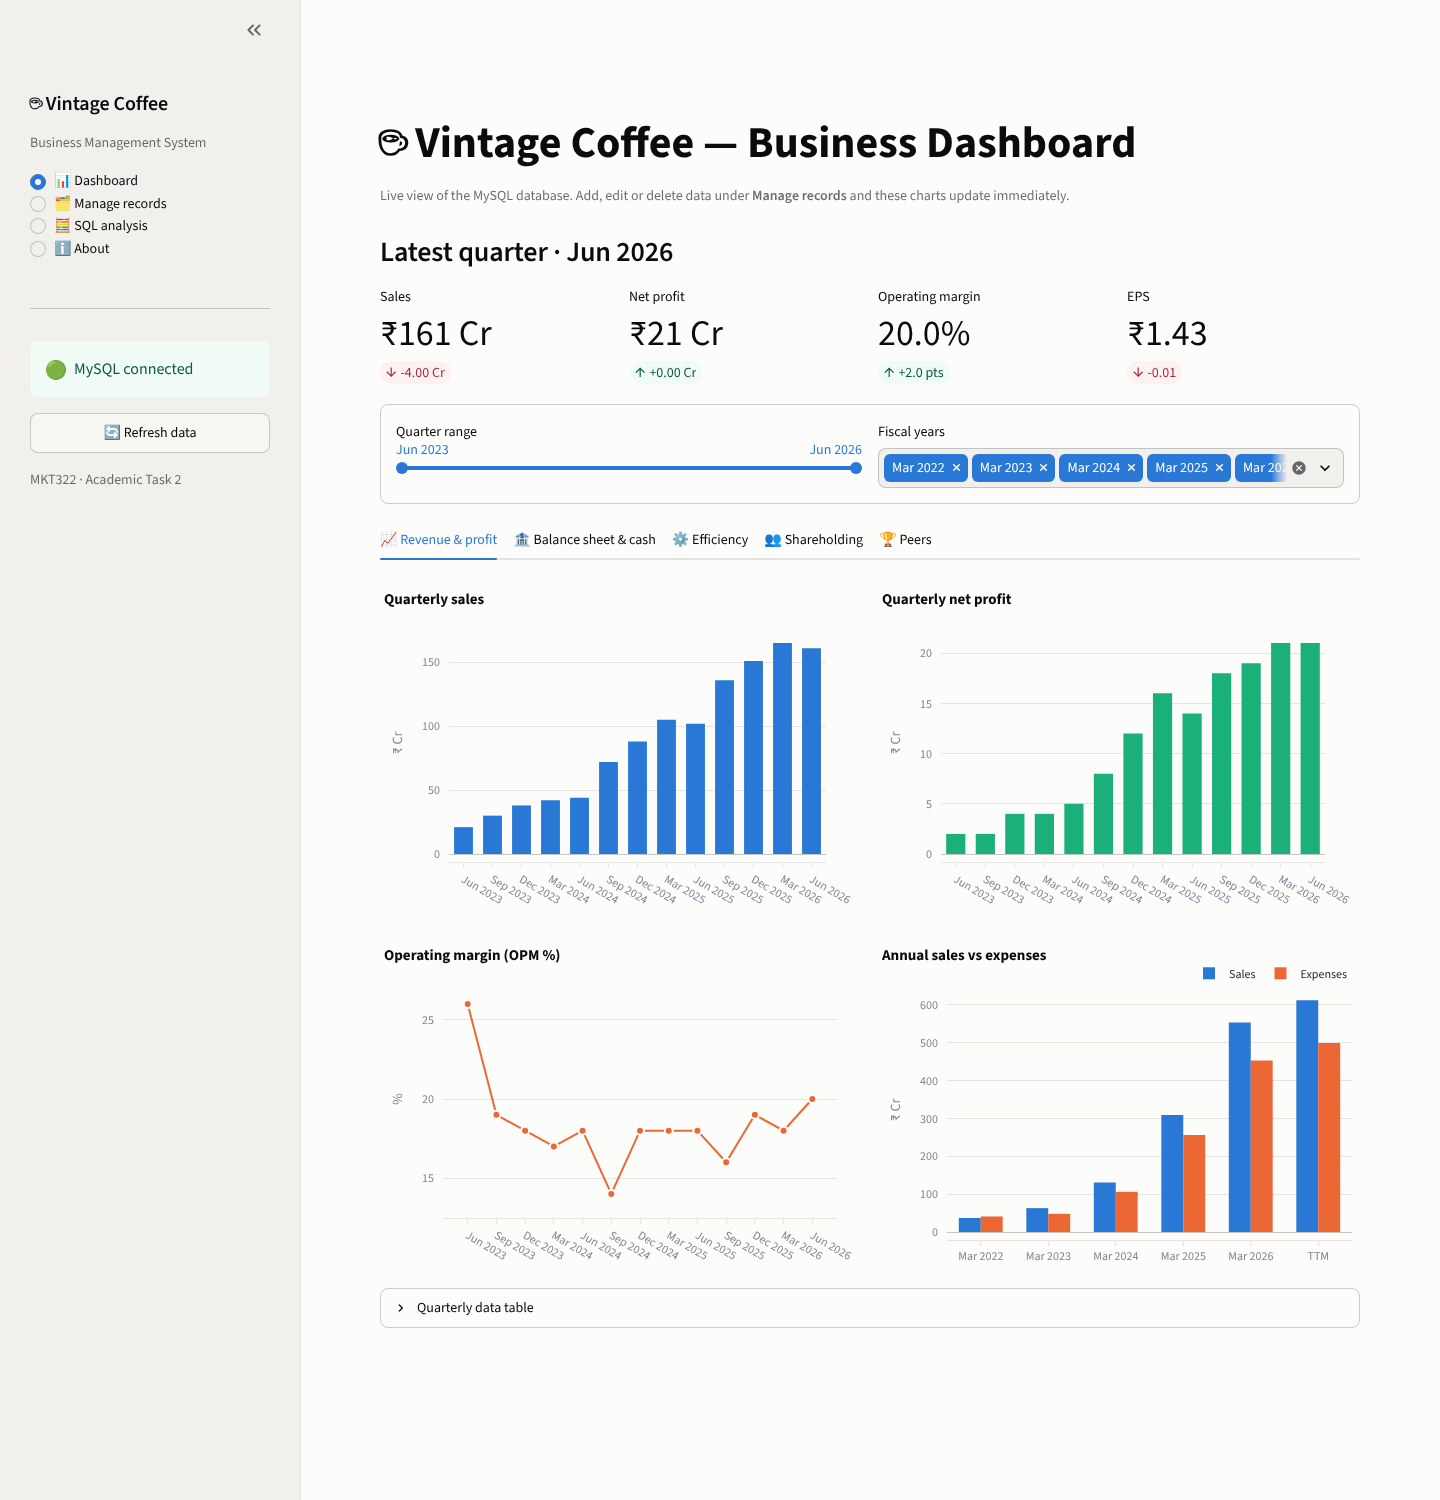 Vintage Coffee
Business Management System
Dashboard
Manage records
SQL analysis
About
MySQL connected
Refresh data
MKT322 · Academic Task 2
Vintage Coffee — Business Dashboard
Live view of the MySQL database. Add, edit or delete data under Manage records and these charts update immediately.
Latest quarter · Jun 2026
Sales
₹161 Cr
↓ -4.00 Cr
Net profit
₹21 Cr
↑ +0.00 Cr
Operating margin
20.0%
↑ +2.0 pts
EPS
₹1.43
↓ -0.01
Quarter range
Jun 2023 Jun 2026
Fiscal years
Mar 2022 Mar 2023 Mar 2024 Mar 2025 Mar 202
Revenue & profit Balance sheet & cash Efficiency Shareholding Peers
Quarterly sales
₹ Cr
150
100
50
0
Jun 2023 Sep 2023 Dec 2023 Mar 2024 Jun 2024 Sep 2024 Dec 2024 Mar 2025 Jun 2025 Sep 2025 Dec 2025 Mar 2026 Jun 2026
Quarterly net profit
₹ Cr
20
15
10
5
0
Jun 2023 Sep 2023 Dec 2023 Mar 2024 Jun 2024 Sep 2024 Dec 2024 Mar 2025 Jun 2025 Sep 2025 Dec 2025 Mar 2026 Jun 2026
Operating margin (OPM %)
%
25
20
15
Jun 2023 Sep 2023 Dec 2023 Mar 2024 Jun 2024 Sep 2024 Dec 2024 Mar 2025 Jun 2025 Sep 2025 Dec 2025 Mar 2026 Jun 2026
Annual sales vs expenses
Sales Expenses
₹ Cr
600
500
400
300
200
100
0
Mar 2022 Mar 2023 Mar 2024 Mar 2025 Mar 2026 TTM
Quarterly data table